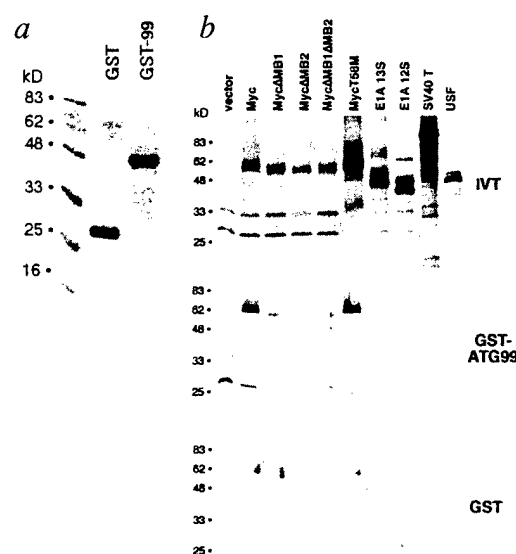 a
GST
GST-99
kD
83
62
48
33
25
16
b
vector
Myc
MycΔMB1
MycΔMB2
MycΔMB1ΔMB2
MycT58M
E1A 13S
E1A 12S
SV40 T
USF
kD
83
62
48
33
25
IVT
83
62
48
33
25
GST-
ATG99
83
62
48
33
25
GST